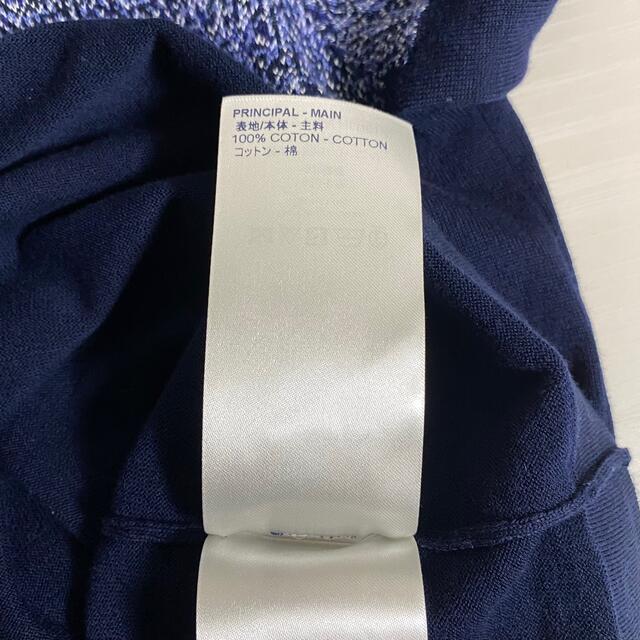 PRINCIPAL - MAIN
表地/本体 - 主料
100% COTON - COTTON
コットン - 棉